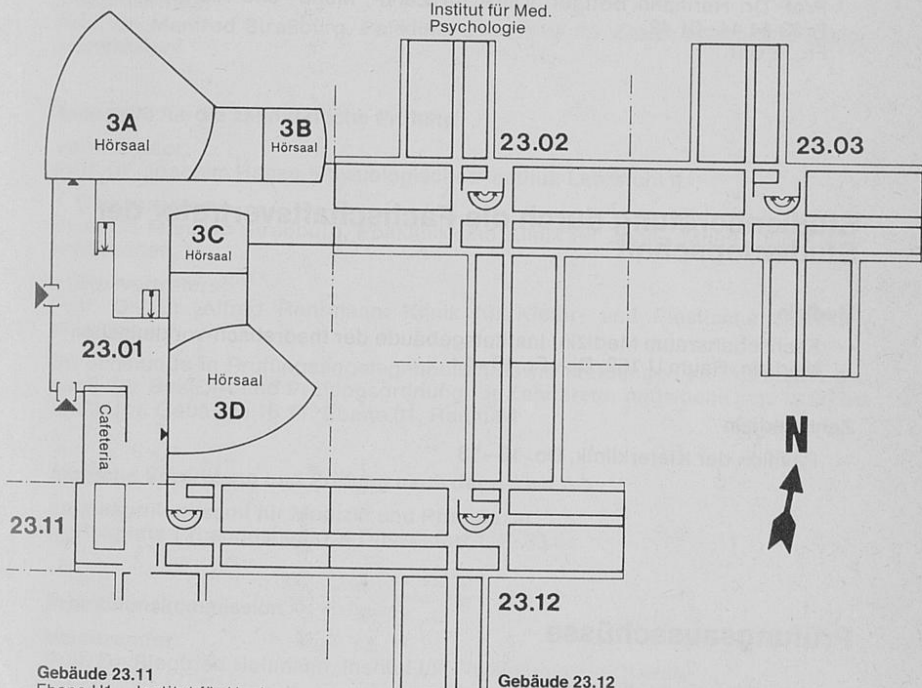 Institut für Med.
Psychologie
3A
Hörsaal
3B
Hörsaal
23.02
23.03
3C
Hörsaal
23.01
Hörsaal
3D
Cafeteria
N
23.11
23.12
Gebäude 23.11
Gebäude 23.12